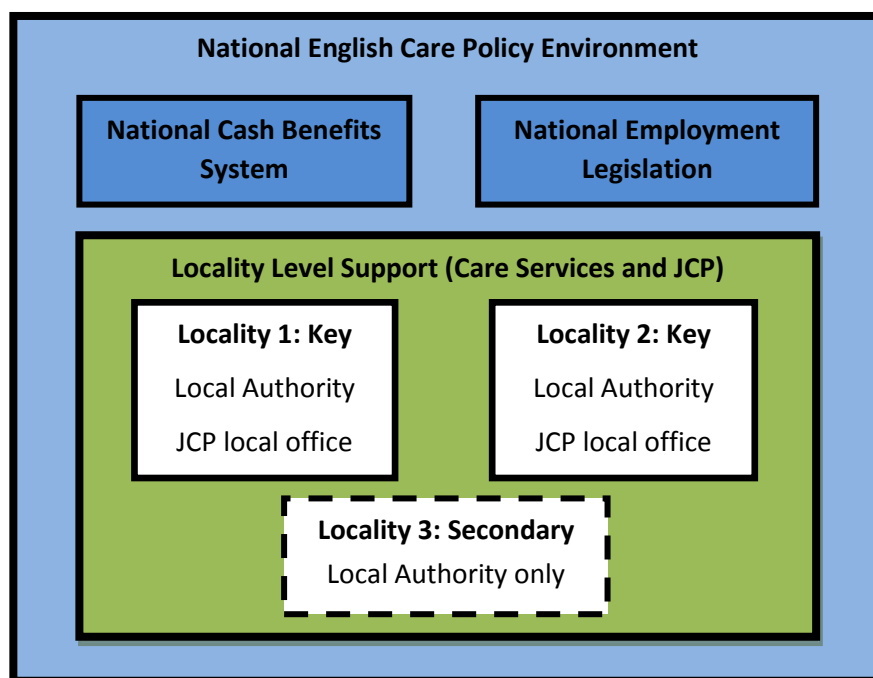 National English Care Policy Environment
National Cash Benefits
System
National Employment
Legislation
Locality Level Support (Care Services and JCP)
Locality 1: Key
Local Authority
JCP local office
Locality 2: Key
Local Authority
JCP local office
Locality 3: Secondary
Local Authority only